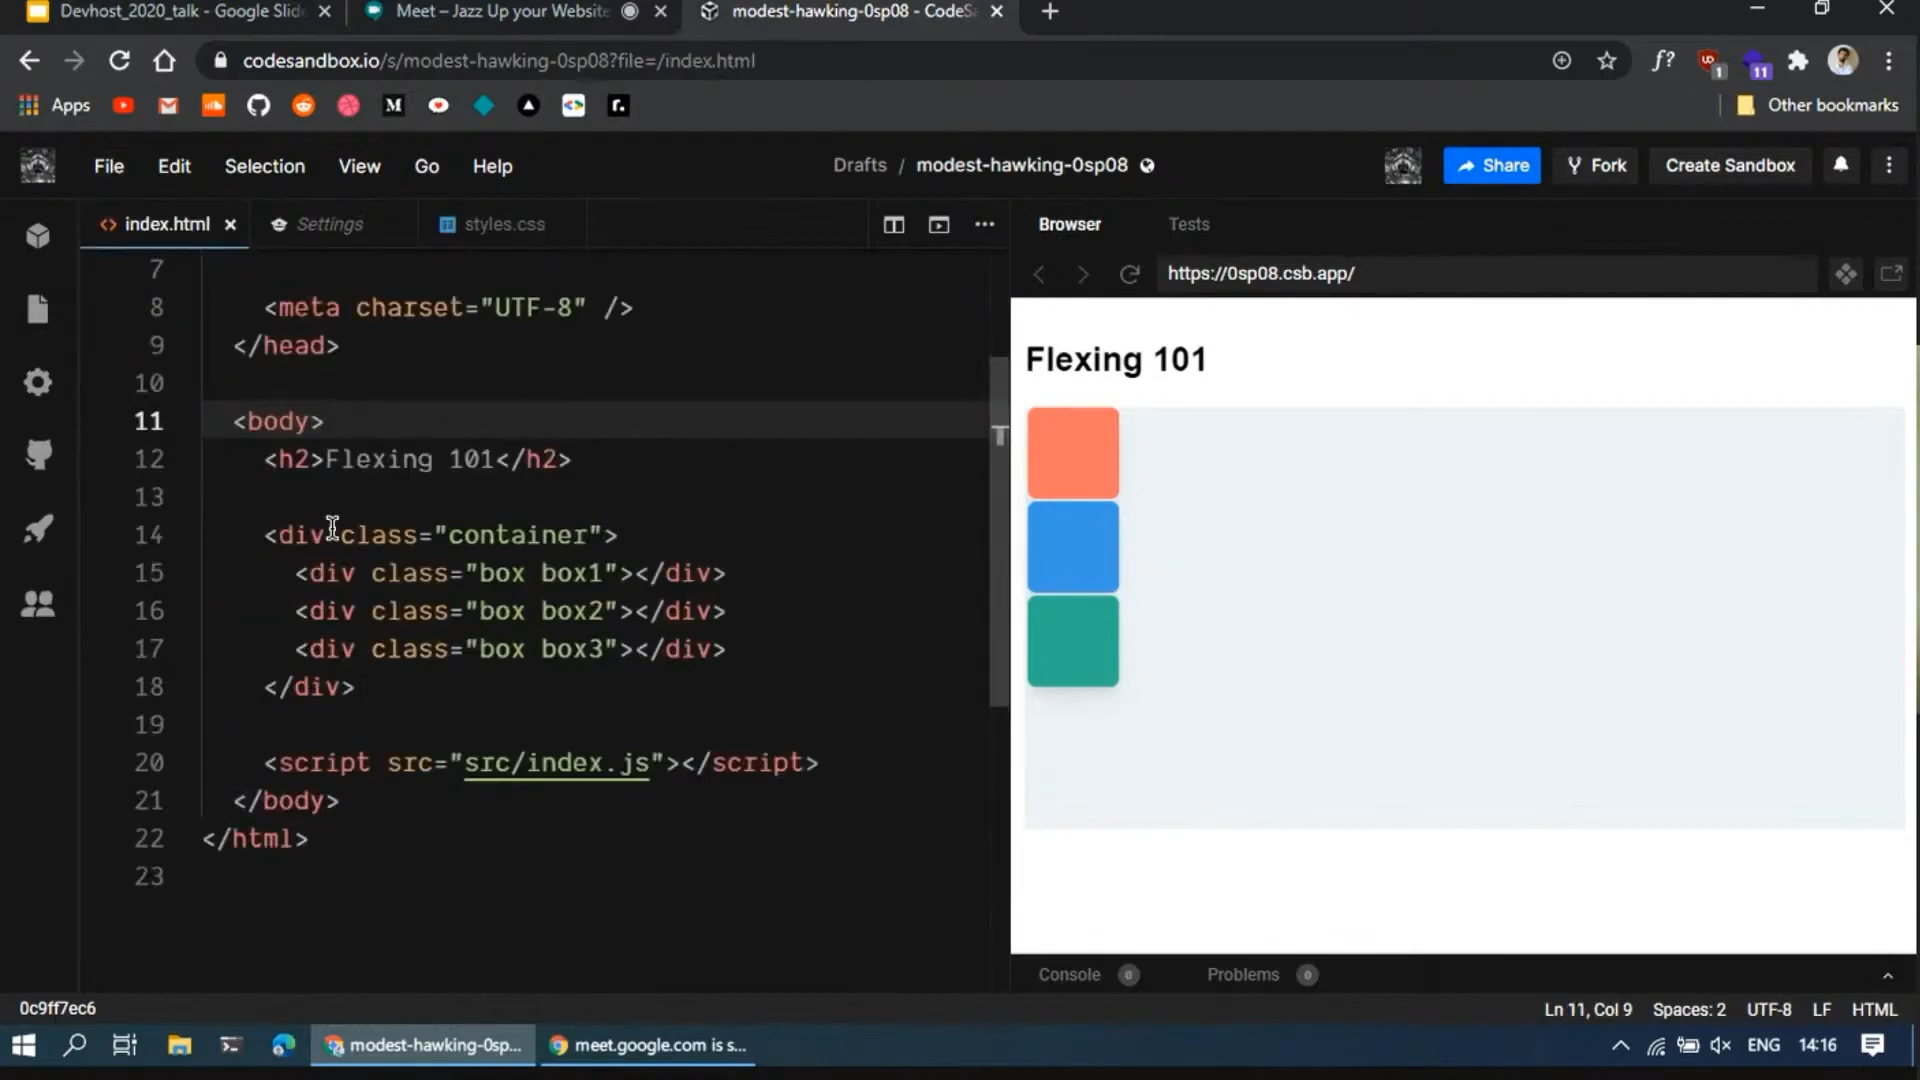 Devhost_2020_talk - Google Slide
Meet – Jazz Up your Website
modest-hawking-0sp08 - CodeSa
codesandbox.io/s/modest-hawking-0sp08?file=/index.html
f?
1
11
Apps
M
r.
Other bookmarks
File
Edit
Selection
View
Go
Help
Drafts / modest-hawking-0sp08
Share
Fork
Create Sandbox
index.html
Settings
styles.css
Browser
Tests
https://0sp08.csb.app/
7
8 <meta charset="UTF-8" />
9 </head>
10
11 <body>
12 <h2>Flexing 101</h2>
13
14 <div class="container">
15 <div class="box box1"></div>
16 <div class="box box2"></div>
17 <div class="box box3"></div>
18 </div>
19
20 <script src="src/index.js"></script>
21 </body>
22 </html>
23
Flexing 101
Console 0
Problems 0
0c9ff7ec6
Ln 11, Col 9
Spaces: 2
UTF-8
LF
HTML
modest-hawking-0sp...
meet.google.com is s...
ENG
14:16